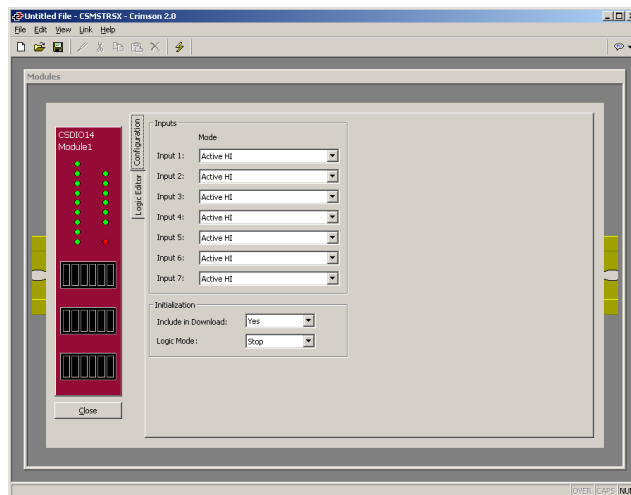 Untitled File - CSMSTRSX - Crimson 2.0
File Edit View Link Help
Modules
CSDIO14
Module1
Configuration
Logic Editor
Inputs
Mode
Input 1: Active HI
Input 2: Active HI
Input 3: Active HI
Input 4: Active HI
Input 5: Active HI
Input 6: Active HI
Input 7: Active HI
Initialization
Include in Download: Yes
Logic Mode: Stop
Close
OVER CAPS NU